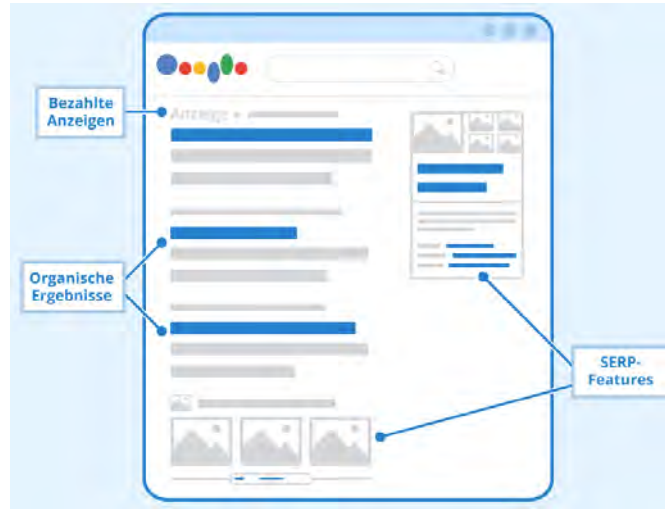 Bezahlte
Anzeigen
Anzeige
Organische
Ergebnisse
SERP-
Features